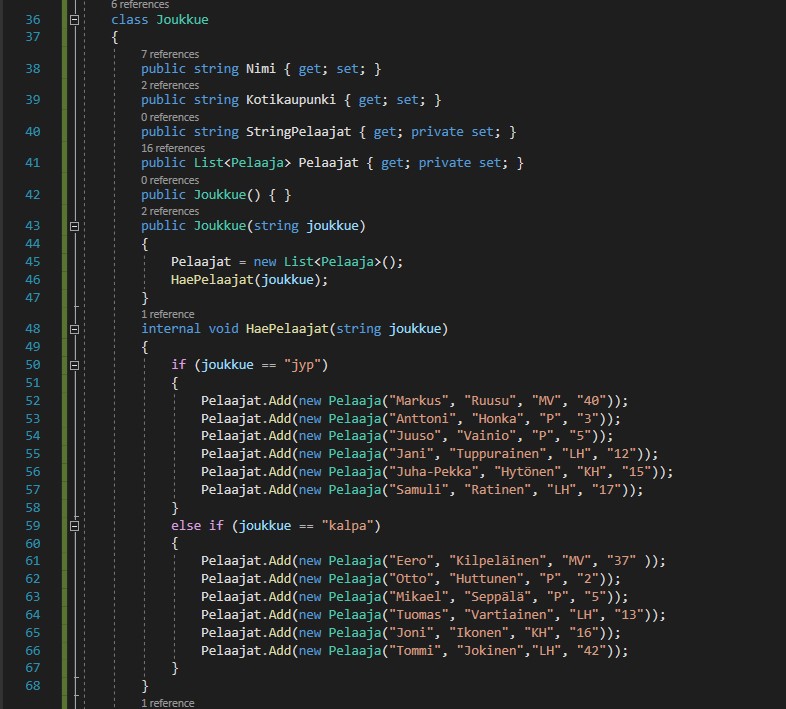 6 references
36 class Joukkue
37 {
7 references
38 public string Nimi { get; set; }
2 references
39 public string Kotikaupunki { get; set; }
0 references
40 public string StringPelaajat { get; private set; }
16 references
41 public List<Pelaaja> Pelaajat { get; private set; }
0 references
42 public Joukkue() { }
2 references
43 public Joukkue(string joukkue)
44 {
45 Pelaajat = new List<Pelaaja>();
46 HaePelaajat(joukkue);
47 }
1 reference
48 internal void HaePelaajat(string joukkue)
49 {
50 if (joukkue == "jyp")
51 {
52 Pelaajat.Add(new Pelaaja("Markus", "Ruusu", "MV", "40"));
53 Pelaajat.Add(new Pelaaja("Anttoni", "Honka", "P", "3"));
54 Pelaajat.Add(new Pelaaja("Juuso", "Vainio", "P", "5"));
55 Pelaajat.Add(new Pelaaja("Jani", "Tuppurainen", "LH", "12"));
56 Pelaajat.Add(new Pelaaja("Juha-Pekka", "Hytönen", "KH", "15"));
57 Pelaajat.Add(new Pelaaja("Samuli", "Ratinen", "LH", "17"));
58 }
59 else if (joukkue == "kalpa")
60 {
61 Pelaajat.Add(new Pelaaja("Eero", "Kilpeläinen", "MV", "37" ));
62 Pelaajat.Add(new Pelaaja("Otto", "Huttunen", "P", "2"));
63 Pelaajat.Add(new Pelaaja("Mikael", "Seppälä", "P", "5"));
64 Pelaajat.Add(new Pelaaja("Tuomas", "Vartiainen", "LH", "13"));
65 Pelaajat.Add(new Pelaaja("Joni", "Ikonen", "KH", "16"));
66 Pelaajat.Add(new Pelaaja("Tommi", "Jokinen","LH", "42"));
67 }
68 }
1 reference